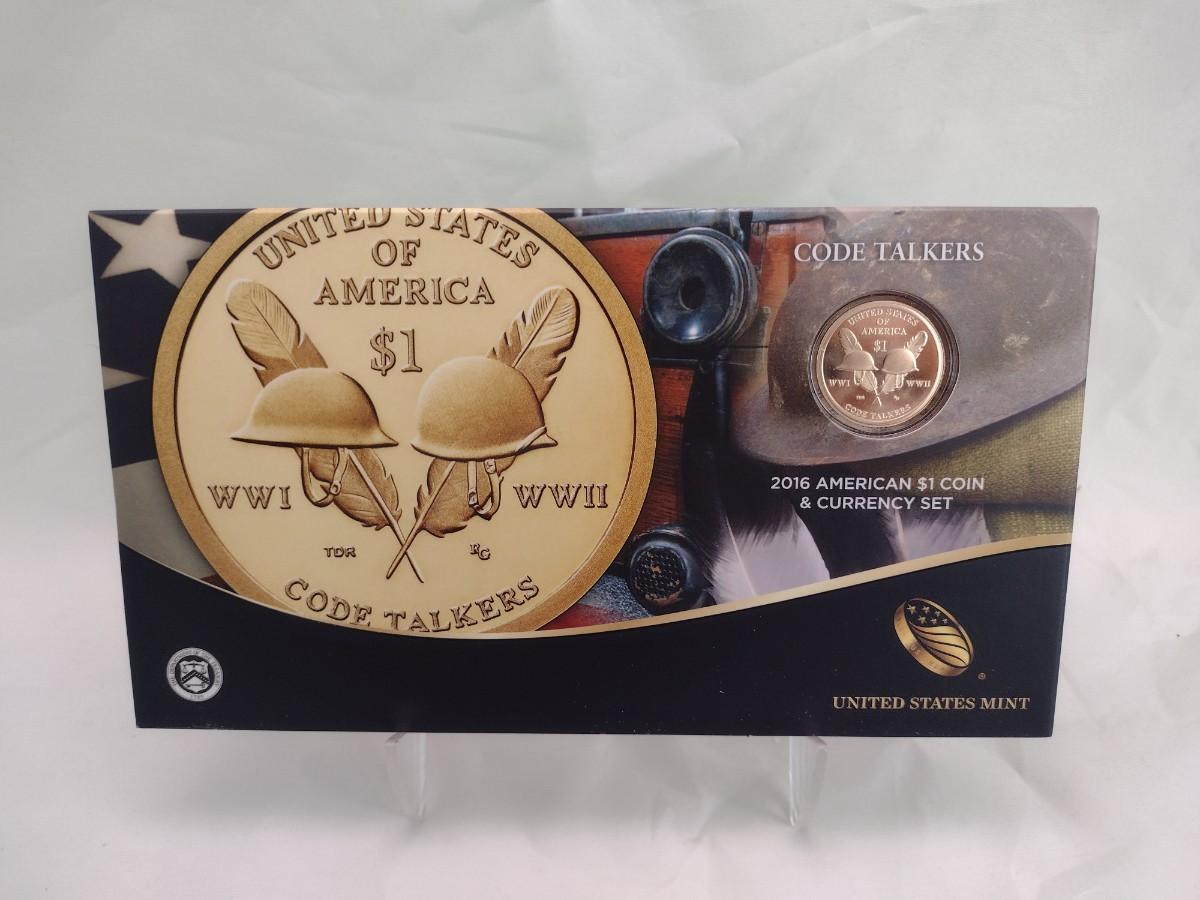 UNITED STATES
OF
AMERICA
$1
WWI
WWII
TDR
RG
CODE TALKERS
CODE TALKERS
UNITED STATES
OF
AMERICA
$1
WWI
WWII
CODE TALKERS
2016 AMERICAN $1 COIN
& CURRENCY SET
®
UNITED STATES MINT